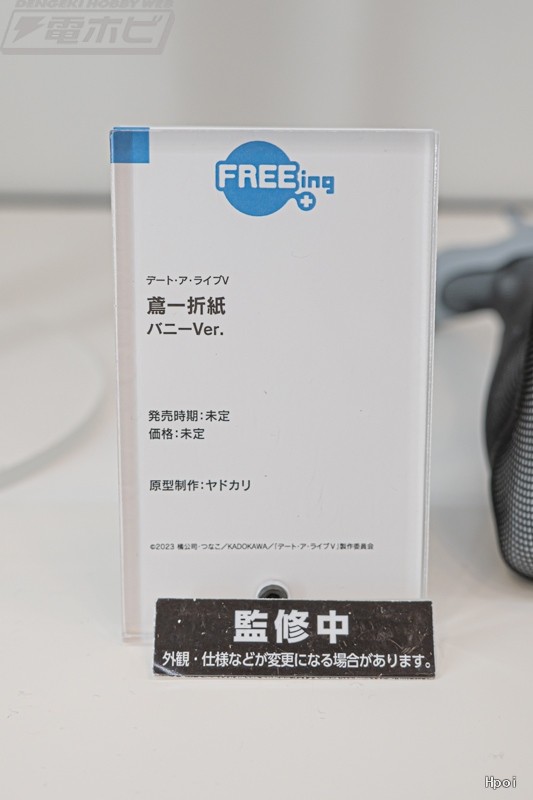 DENGEKI HOBBY WEB
電ホビ
FREEing
デート・ア・ライブV
鳶一折紙
バニーVer.
発売時期：未定
価格：未定
原型制作：ヤドカリ
©2023 橘公司・つなこ／KADOKAWA／「デート・ア・ライブV」製作委員会
監修中
外観・仕様などが変更になる場合があります。
Hpoi